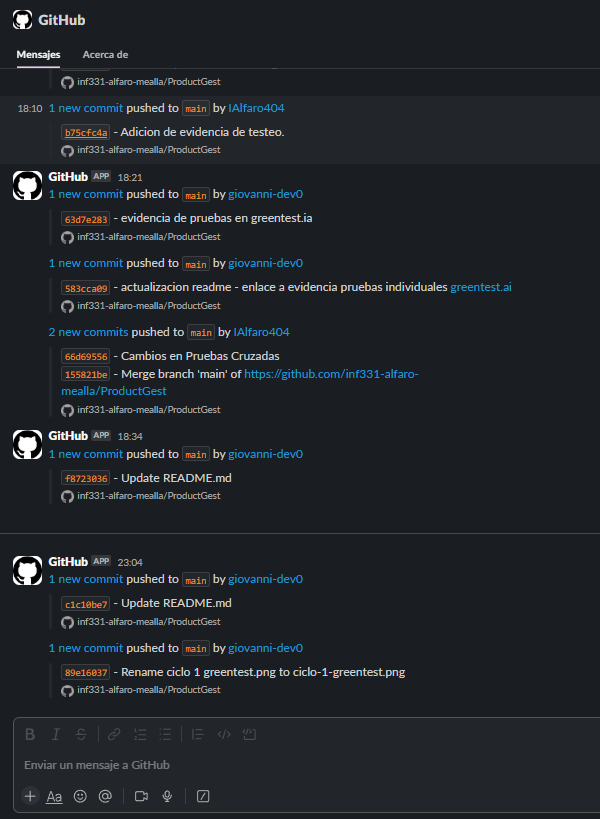 GitHub
Mensajes Acerca de
inf331-alfaro-mealla/ProductGest
18:10 1 new commit pushed to main by IAlfaro404
b75cfc4a - Adicion de evidencia de testeo.
inf331-alfaro-mealla/ProductGest
GitHub APP 18:21
1 new commit pushed to main by giovanni-dev0
63d7e283 - evidencia de pruebas en greentest.ia
inf331-alfaro-mealla/ProductGest
1 new commit pushed to main by giovanni-dev0
583cca09 - actualizacion readme - enlace a evidencia pruebas individuales greentest.ai
inf331-alfaro-mealla/ProductGest
2 new commits pushed to main by IAlfaro404
66d69556 - Cambios en Pruebas Cruzadas
155821be - Merge branch 'main' of https://github.com/inf331-alfaro-
mealla/ProductGest
inf331-alfaro-mealla/ProductGest
GitHub APP 18:34
1 new commit pushed to main by giovanni-dev0
f8723036 - Update README.md
inf331-alfaro-mealla/ProductGest
GitHub APP 23:04
1 new commit pushed to main by giovanni-dev0
c1c10be7 - Update README.md
inf331-alfaro-mealla/ProductGest
1 new commit pushed to main by giovanni-dev0
89e16037 - Rename ciclo 1 greentest.png to ciclo-1-greentest.png
inf331-alfaro-mealla/ProductGest
Enviar un mensaje a GitHub
Aa